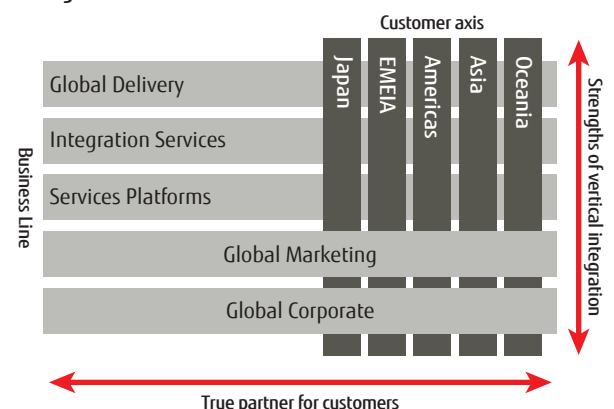 Customer axis
Japan
EMEIA
Americas
Asia
Oceania
Global Delivery
Integration Services
Services Platforms
Global Marketing
Global Corporate
Business Line
Strengths of vertical integration
True partner for customers